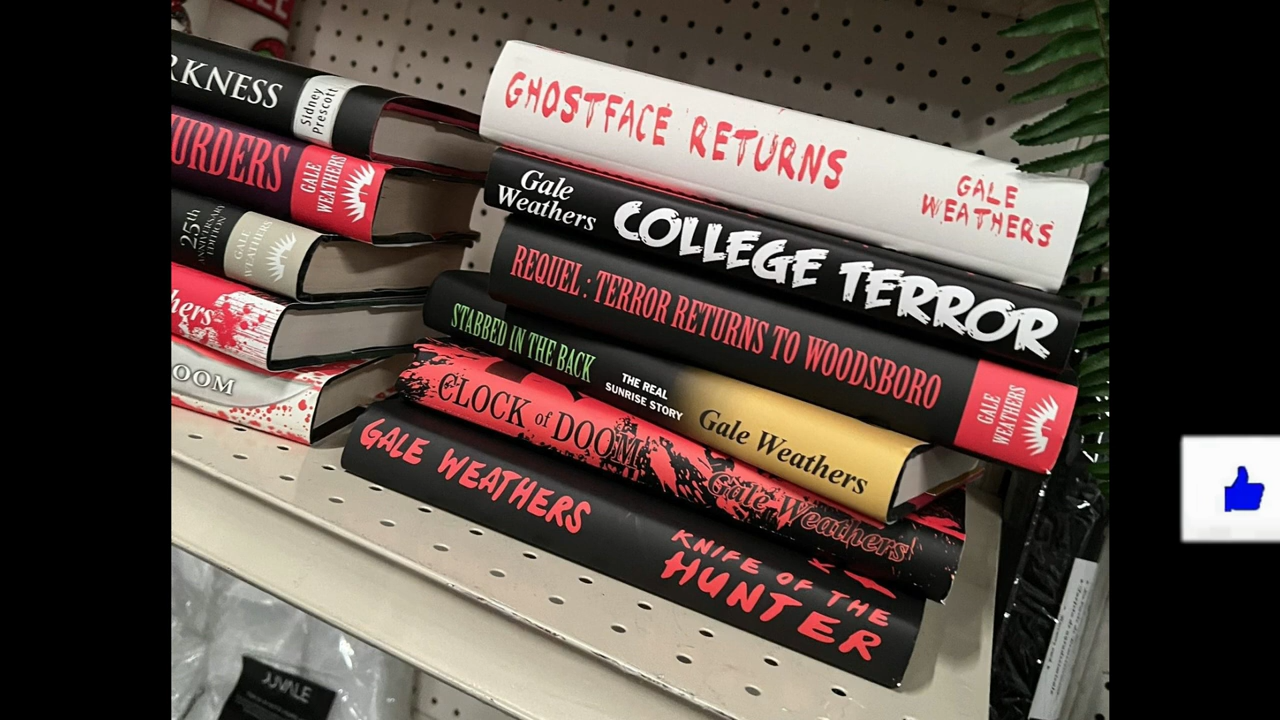 RKNESS
Sidney
Prescott
URDERS
GALE
WEATHERS
25th
ANNIVERSARY
EDITION
GALE
WEATHERS
hers
OOM
GHOSTFACE RETURNS
GALE
WEATHERS
Gale
Weathers
COLLEGE TERROR
REQUEL: TERROR RETURNS TO WOODSBORO
GALE
WEATHERS
STABBED IN THE BACK
THE REAL
SUNRISE STORY
Gale Weathers
CLOCK of DOOM
Gale Weathers
GALE WEATHERS
KNIFE OF THE
HUNTER